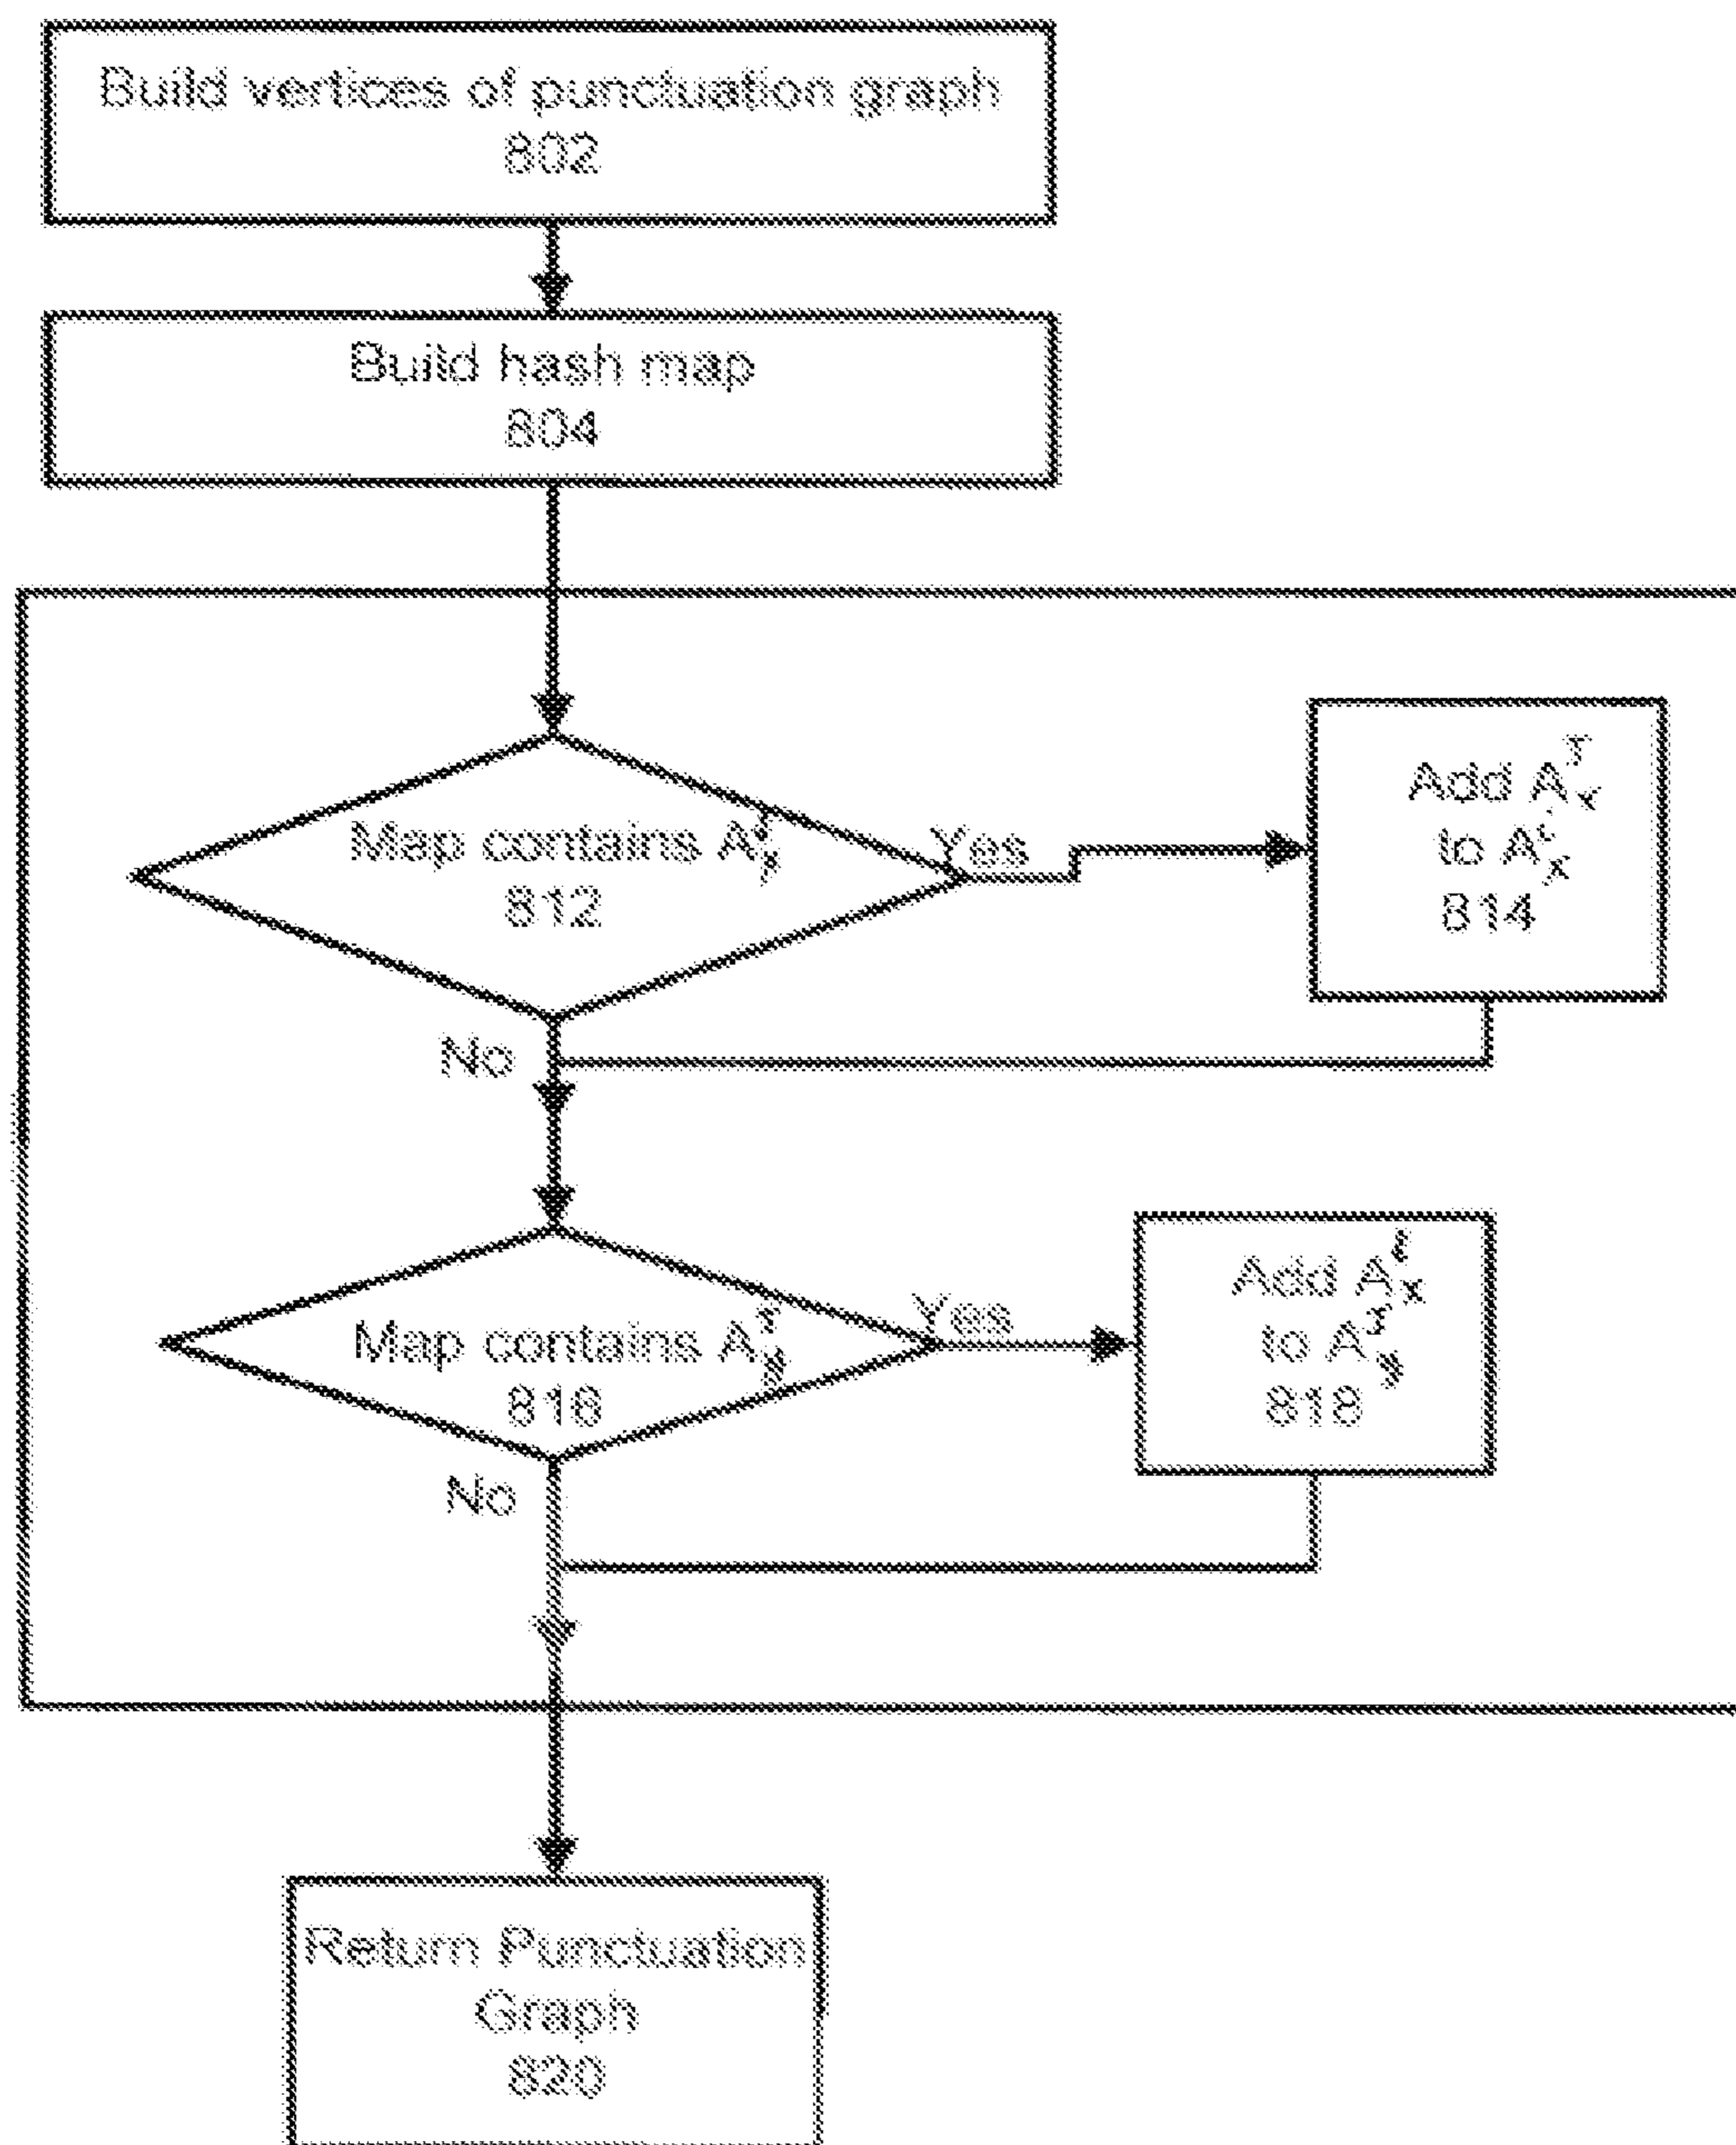 Build vertices of punctuation graph
802
Build hash map
804
Map contains A
812
Yes
Add A
to A
814
No
Map contains A
816
Yes
Add A
to A
818
No
Return Punctuation
Graph
820